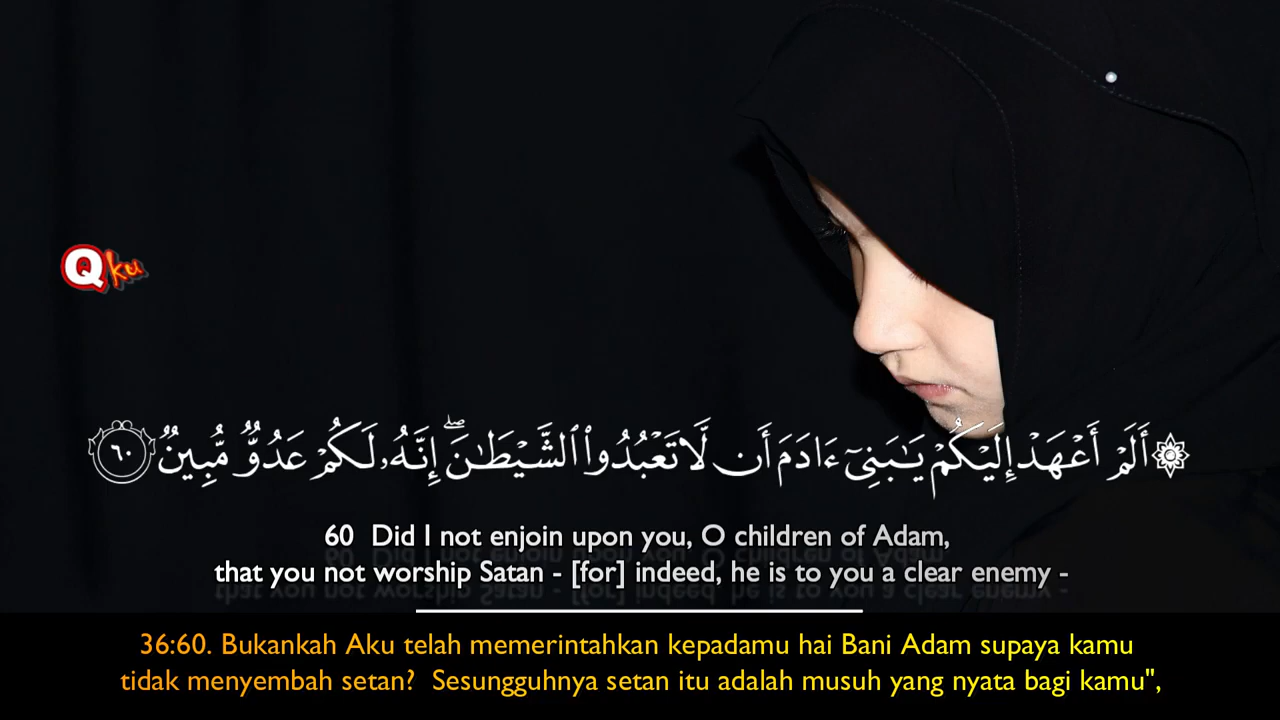 Qku
۞ أَلَمْ أَعْهَدْ إِلَيْكُمْ يَـٰبَنِىٓ ءَادَمَ أَن لَّا تَعْبُدُوا۟ ٱلشَّيْطَـٰنَ ۖ إِنَّهُۥ لَكُمْ عَدُوٌّ مُّبِينٌ ٦٠
60 Did I not enjoin upon you, O children of Adam,
that you not worship Satan - [for] indeed, he is to you a clear enemy -
36:60. Bukankah Aku telah memerintahkan kepadamu hai Bani Adam supaya kamu
tidak menyembah setan? Sesungguhnya setan itu adalah musuh yang nyata bagi kamu",